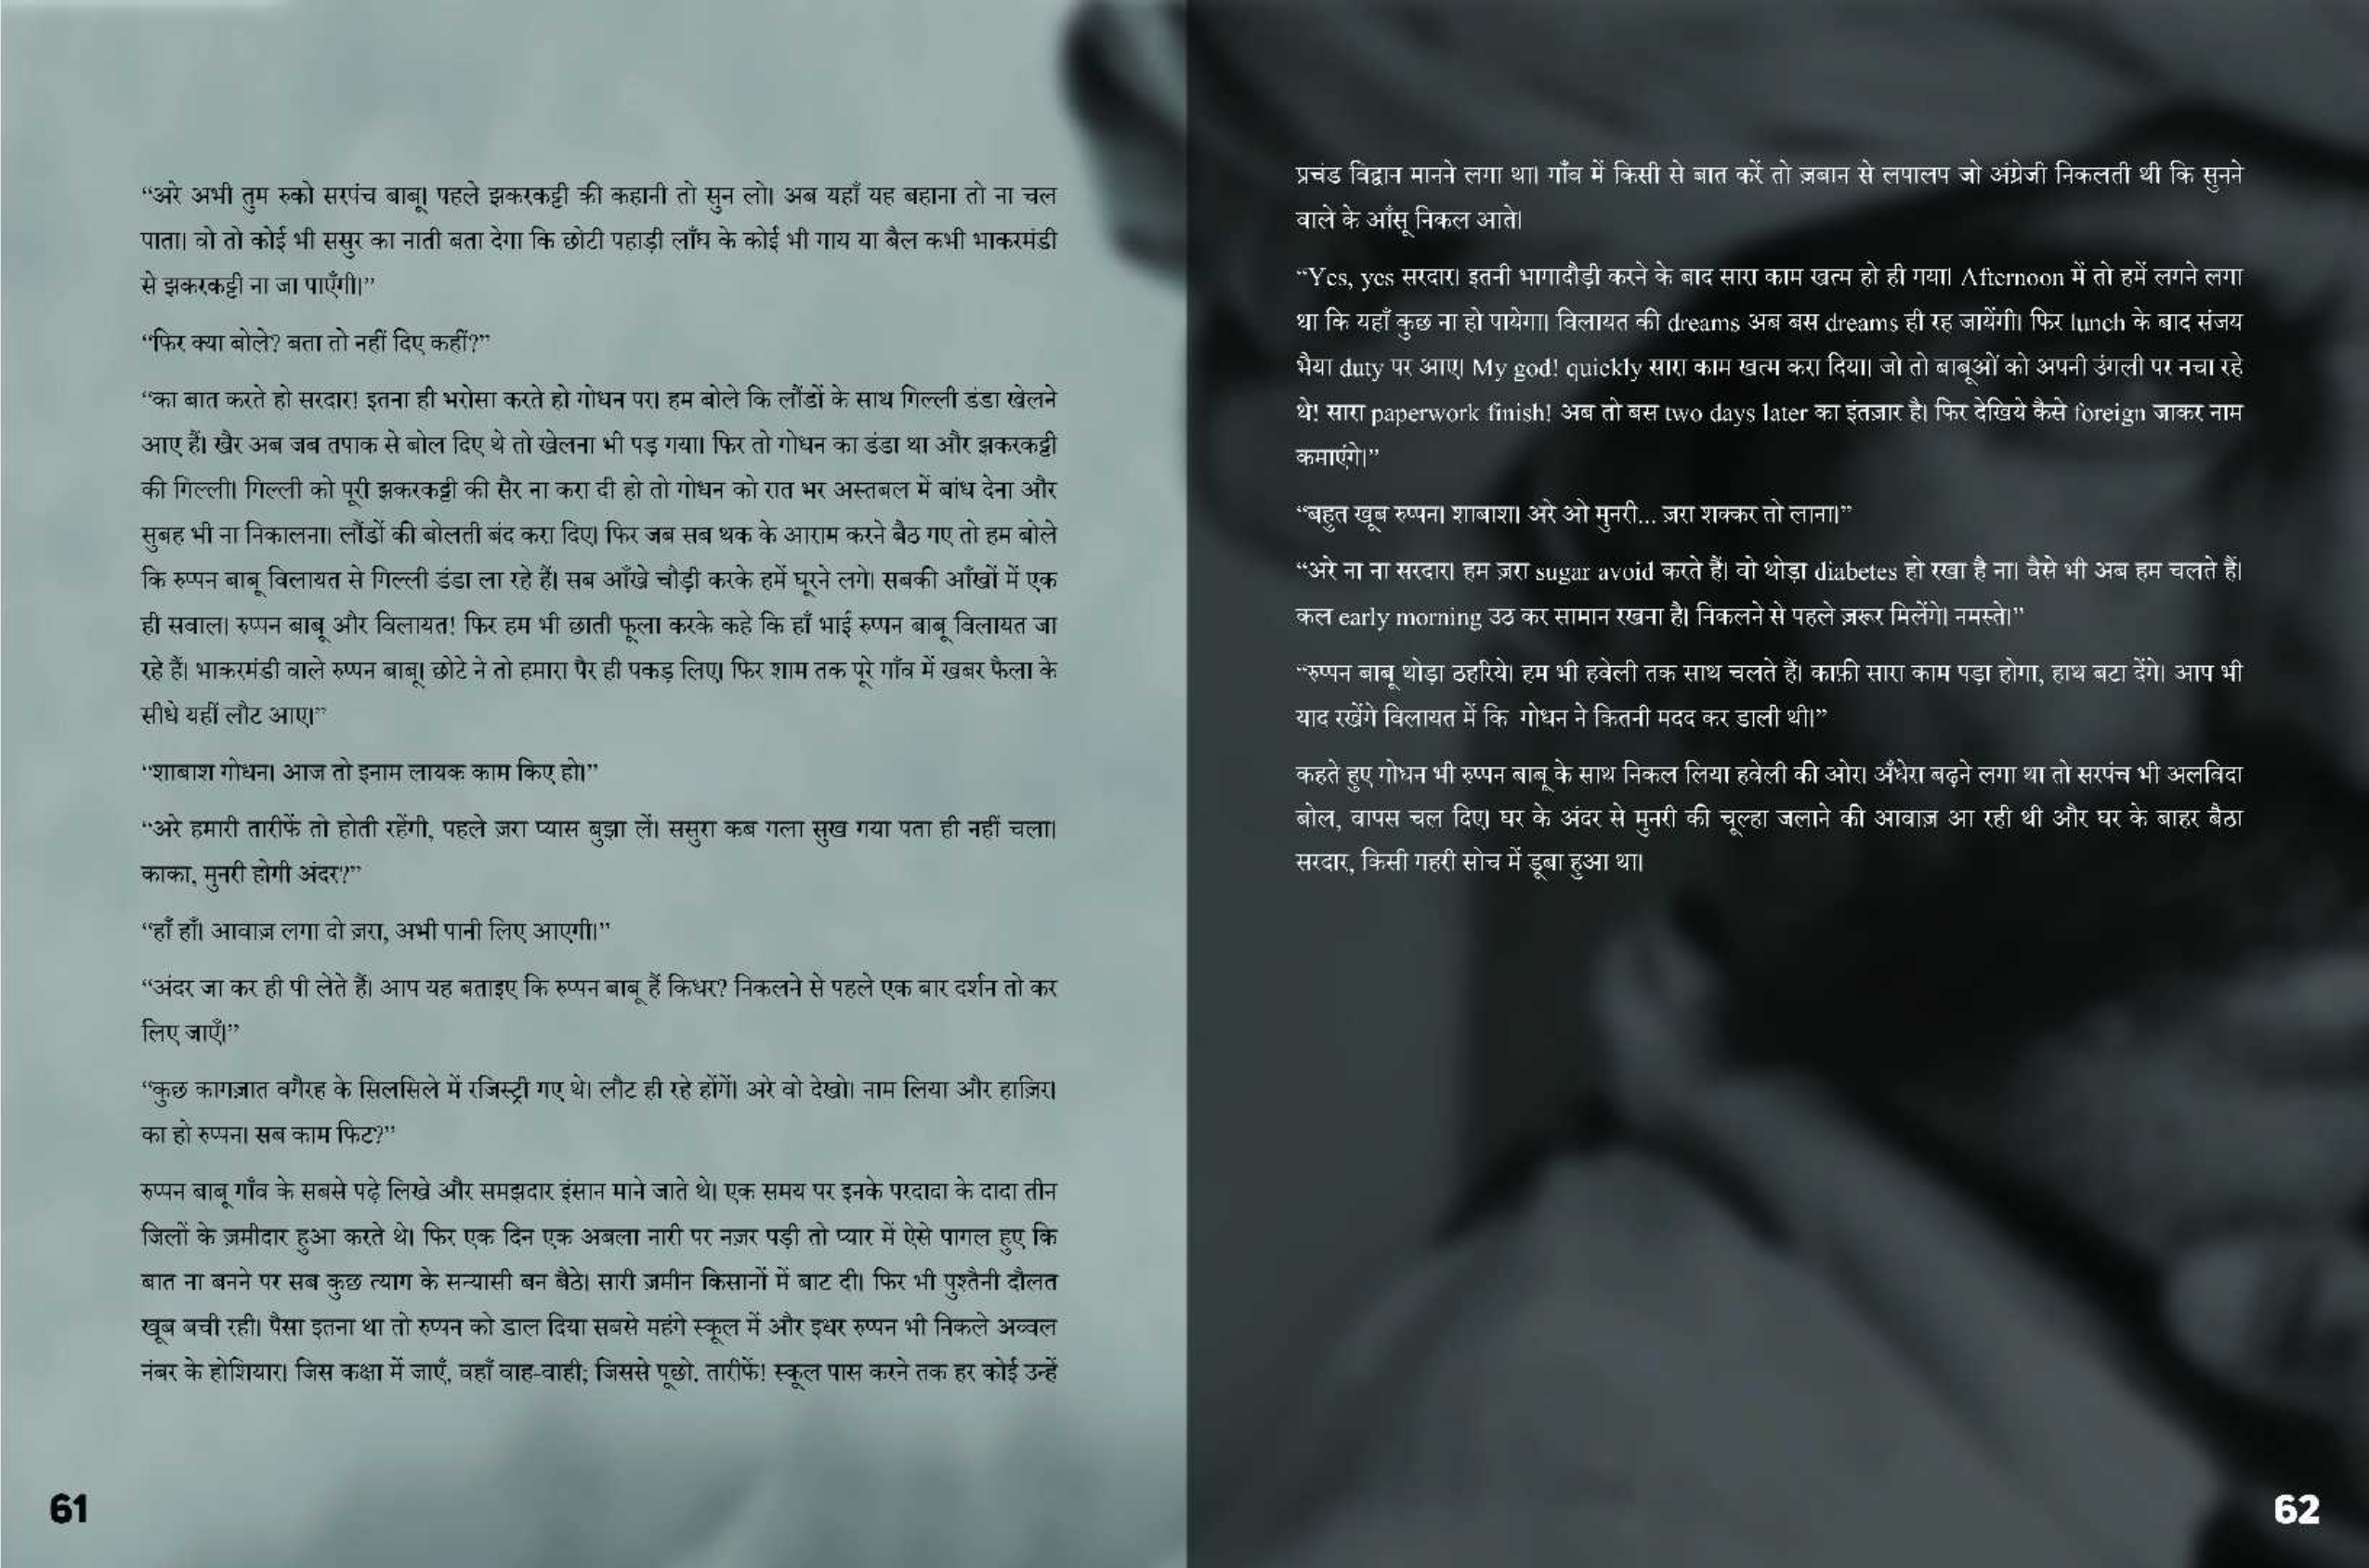 “अरे अभी तुम रुको सरपंच बाबू। पहले झकरकट्टी की कहानी तो सुन लो। अब यहाँ यह बहाना तो ना चल
पाता। वो तो कोई भी ससुर का नाती बता देगा कि छोटी पहाड़ी लाँघ के कोई भी गाय या बैल कभी भाकरमंडी
से झकरकट्टी ना जा पाएँगी।”
“फिर क्या बोले? बता तो नहीं दिए कहीं?”
“का बात करते हो सरदार! इतना ही भरोसा करते हो गोधन पर। हम बोले कि लौंडों के साथ गिल्ली डंडा खेलने
आए हैं। खैर अब जब तपाक से बोल दिए थे तो खेलना भी पड़ गया। फिर तो गोधन का डंडा था और झकरकट्टी
की गिल्ली। गिल्ली को पूरी झकरकट्टी की सैर ना करा दी हो तो गोधन को रात भर अस्तबल में बांध देना और
सुबह भी ना निकालना। लौंडों की बोलती बंद करा दिए। फिर जब सब थक के आराम करने बैठ गए तो हम बोले
कि रुप्पन बाबू विलायत से गिल्ली डंडा ला रहे हैं। सब आँखे चौड़ी करके हमें घूरने लगे। सबकी आँखों में एक
ही सवाल। रुप्पन बाबू और विलायत! फिर हम भी छाती फूला करके कहे कि हाँ भाई रुप्पन बाबू विलायत जा
रहे हैं। भाकरमंडी वाले रुप्पन बाबू। छोटे ने तो हमारा पैर ही पकड़ लिए। फिर शाम तक पूरे गाँव में खबर फैला के
सीधे यहीं लौट आए।”
“शाबाश गोधन। आज तो इनाम लायक काम किए हो।”
“अरे हमारी तारीफें तो होती रहेंगी, पहले ज़रा प्यास बुझा लें। ससुरा कब गला सुख गया पता ही नहीं चला।
काका, मुनरी होगी अंदर?”
“हाँ हाँ। आवाज़ लगा दो ज़रा, अभी पानी लिए आएगी।”
“अंदर जा कर ही पी लेते हैं। आप यह बताइए कि रुप्पन बाबू हैं किधर? निकलने से पहले एक बार दर्शन तो कर
लिए जाएँ।”
“कुछ कागज़ात वगैरह के सिलसिले में रजिस्ट्री गए थे। लौट ही रहे होंगें। अरे वो देखो। नाम लिया और हाज़िर।
का हो रुप्पन। सब काम फिट?”
रुप्पन बाबू गाँव के सबसे पढ़े लिखे और समझदार इंसान माने जाते थे। एक समय पर इनके परदादा के दादा तीन
जिलों के ज़मीदार हुआ करते थे। फिर एक दिन एक अबला नारी पर नज़र पड़ी तो प्यार में ऐसे पागल हुए कि
बात ना बनने पर सब कुछ त्याग के सन्यासी बन बैठे। सारी ज़मीन किसानों में बाट दी। फिर भी पुश्तैनी दौलत
खूब बची रही। पैसा इतना था तो रुप्पन को डाल दिया सबसे महंगे स्कूल में और इधर रुप्पन भी निकले अव्वल
नंबर के होशियार। जिस कक्षा में जाएँ, वहाँ वाह-वाही; जिससे पूछो, तारीफें! स्कूल पास करने तक हर कोई उन्हें
61
प्रचंड विद्वान मानने लगा था। गाँव में किसी से बात करें तो ज़बान से लपालप जो अंग्रेजी निकलती थी कि सुनने
वाले के आँसू निकल आते।
“Yes, yes सरदार। इतनी भागादौड़ी करने के बाद सारा काम खत्म हो ही गया। Afternoon में तो हमें लगने लगा
था कि यहाँ कुछ ना हो पायेगा। विलायत की dreams अब बस dreams ही रह जायेंगी। फिर lunch के बाद संजय
भैया duty पर आए। My god! quickly सारा काम खत्म करा दिया। जो तो बाबूओं को अपनी उंगली पर नचा रहे
थे! सारा paperwork finish! अब तो बस two days later का इंतज़ार है। फिर देखिये कैसे foreign जाकर नाम
कमाएंगे।”
“बहुत खूब रुप्पन। शाबाश। अरे ओ मुनरी... ज़रा शक्कर तो लाना।”
“अरे ना ना सरदार। हम ज़रा sugar avoid करते हैं। वो थोड़ा diabetes हो रखा है ना। वैसे भी अब हम चलते हैं।
कल early morning उठ कर सामान रखना है। निकलने से पहले ज़रूर मिलेंगे। नमस्ते।”
“रुप्पन बाबू थोड़ा ठहरिये। हम भी हवेली तक साथ चलते हैं। काफ़ी सारा काम पड़ा होगा, हाथ बटा देंगे। आप भी
याद रखेंगे विलायत में कि गोधन ने कितनी मदद कर डाली थी।”
कहते हुए गोधन भी रुप्पन बाबू के साथ निकल लिया हवेली की ओर। अँधेरा बढ़ने लगा था तो सरपंच भी अलविदा
बोल, वापस चल दिए। घर के अंदर से मुनरी की चूल्हा जलाने की आवाज़ आ रही थी और घर के बाहर बैठा
सरदार, किसी गहरी सोच में डूबा हुआ था।
62